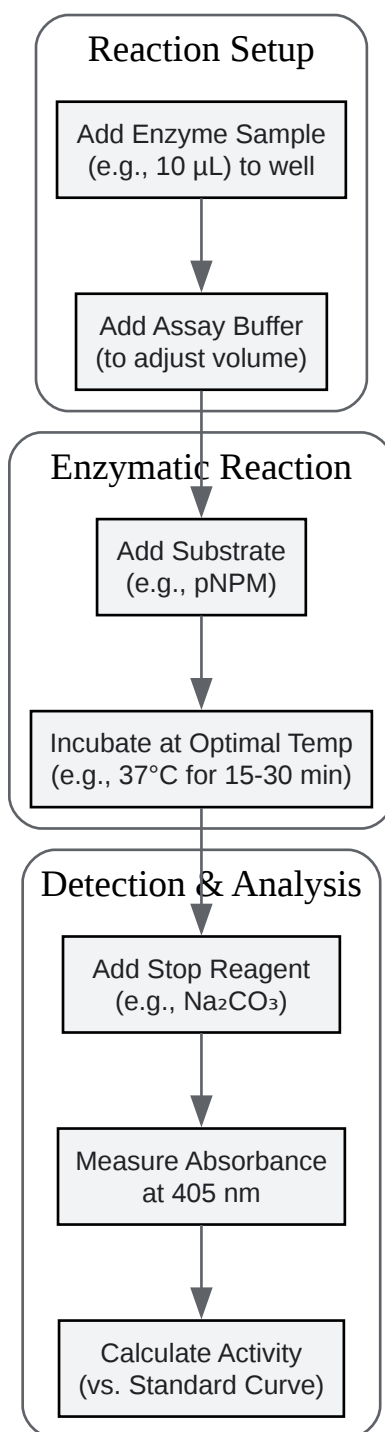 Reaction Setup
Add Enzyme Sample
(e.g., 10 µL) to well
Add Assay Buffer
(to adjust volume)
Enzymatic Reaction
Add Substrate
(e.g., pNPM)
Incubate at Optimal Temp
(e.g., 37°C for 15-30 min)
Detection & Analysis
Add Stop Reagent
(e.g., Na₂CO₃)
Measure Absorbance
at 405 nm
Calculate Activity
(vs. Standard Curve)